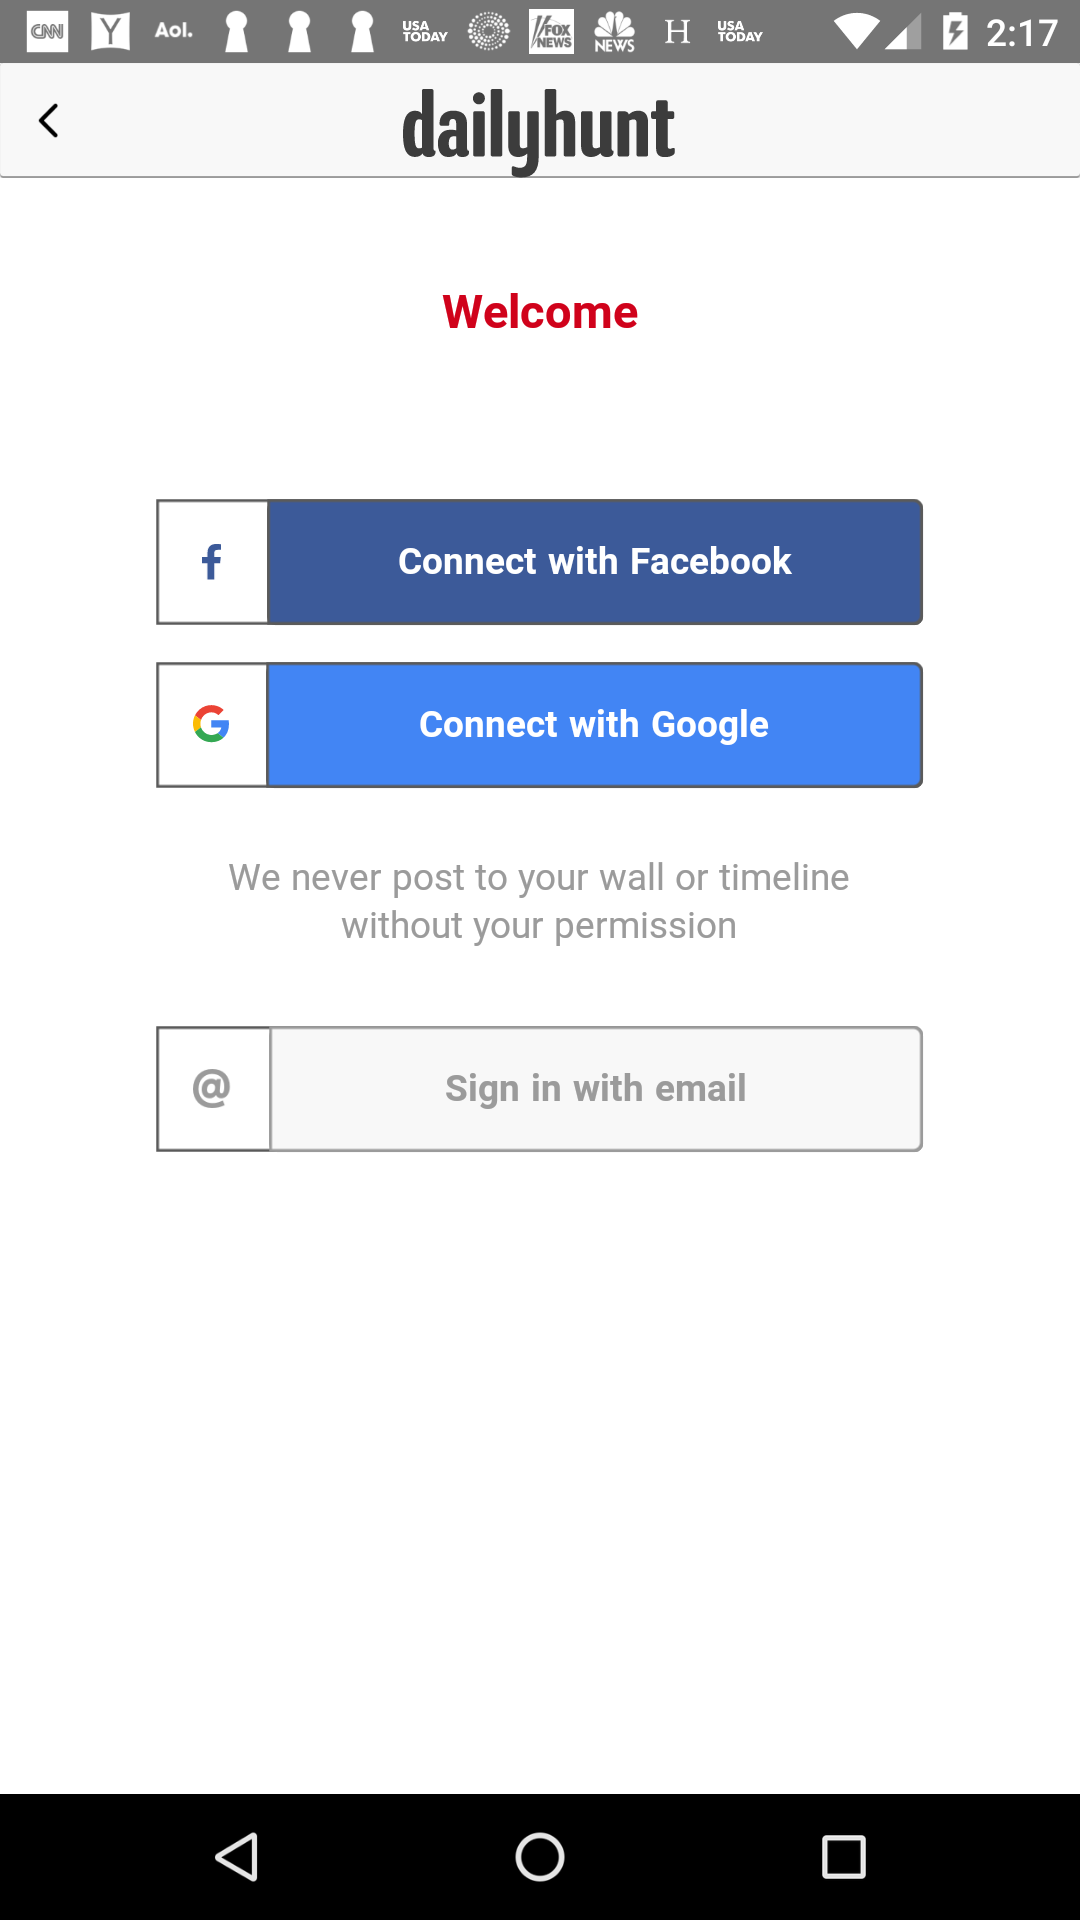 CNN Y Aol. USA TODAY FOX NEWS NEWS H USA TODAY 2:17
dailyhunt
Welcome
f Connect with Facebook
G Connect with Google
We never post to your wall or timeline
without your permission
@ Sign in with email